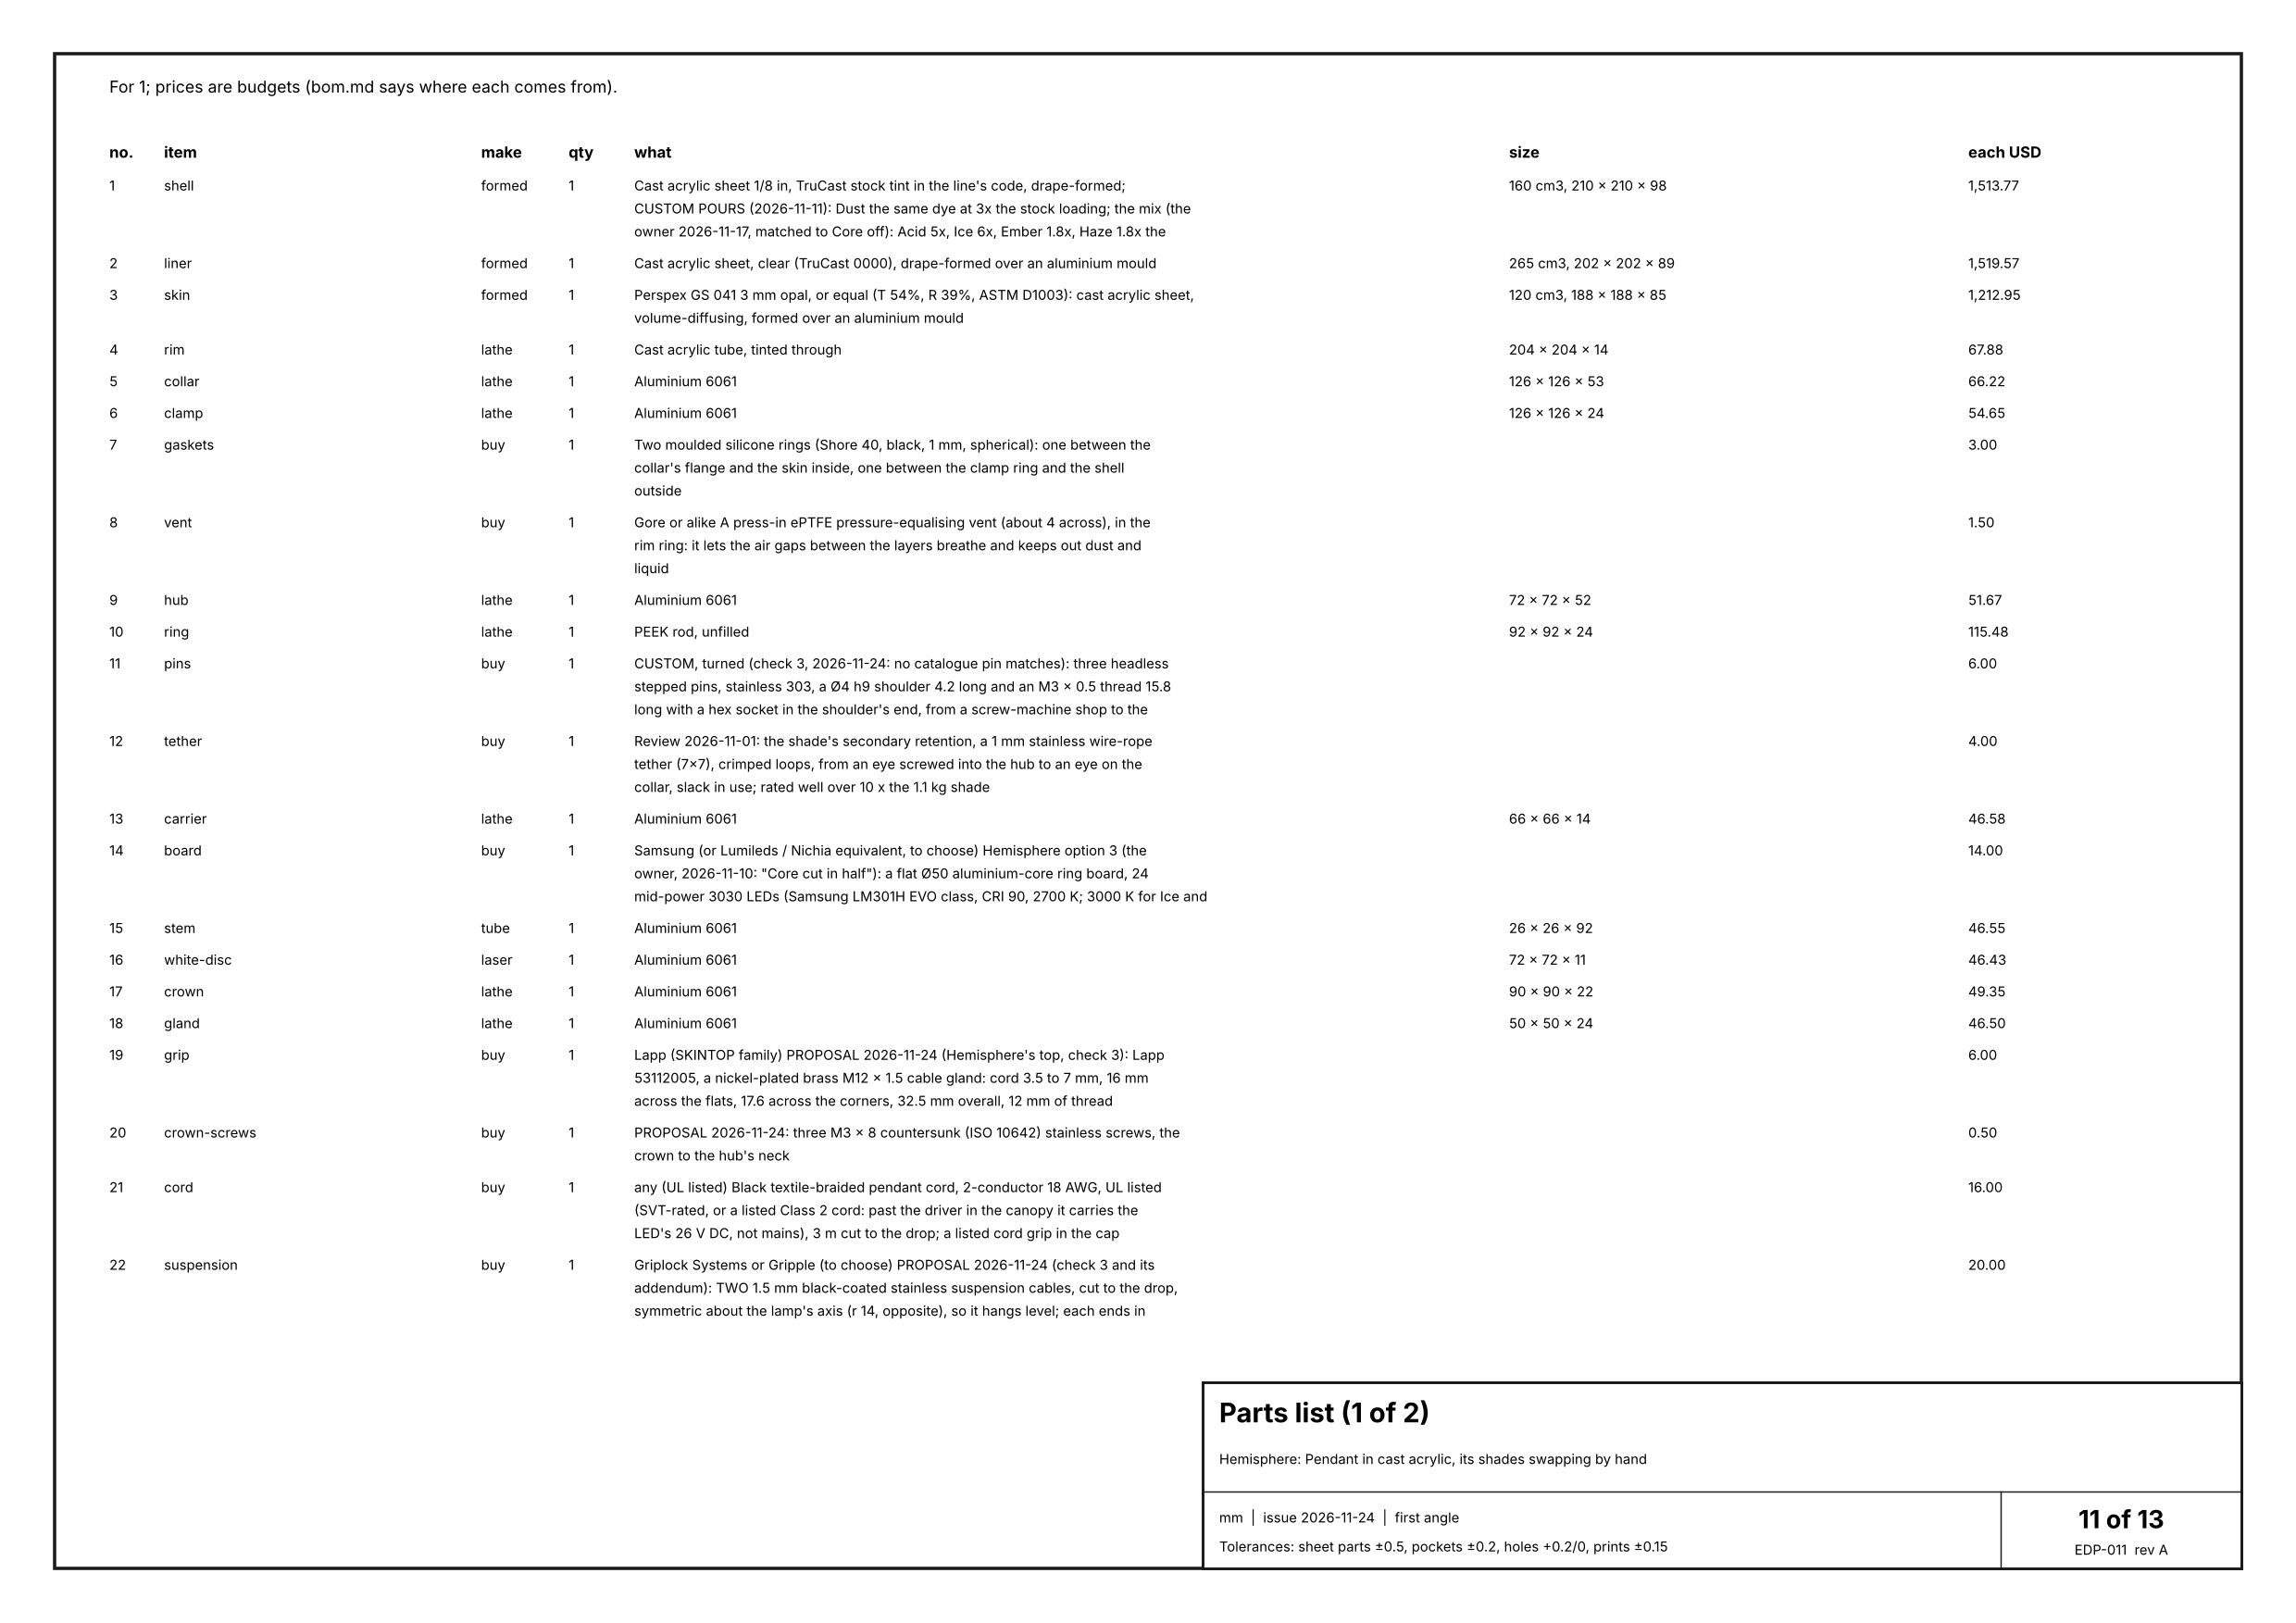 For 1; prices are budgets (bom.md says where each comes from).
no. item make qty what size each USD
1 shell formed 1 Cast acrylic sheet 1/8 in, TruCast stock tint in the line's code, drape-formed; 160 cm3, 210 × 210 × 98 1,513.77
CUSTOM POURS (2026-11-11): Dust the same dye at 3x the stock loading; the mix (the
owner 2026-11-17, matched to Core off): Acid 5x, Ice 6x, Ember 1.8x, Haze 1.8x the
2 liner formed 1 Cast acrylic sheet, clear (TruCast 0000), drape-formed over an aluminium mould 265 cm3, 202 × 202 × 89 1,519.57
3 skin formed 1 Perspex GS 041 3 mm opal, or equal (T 54%, R 39%, ASTM D1003): cast acrylic sheet, 120 cm3, 188 × 188 × 85 1,212.95
volume-diffusing, formed over an aluminium mould
4 rim lathe 1 Cast acrylic tube, tinted through 204 × 204 × 14 67.88
5 collar lathe 1 Aluminium 6061 126 × 126 × 53 66.22
6 clamp lathe 1 Aluminium 6061 126 × 126 × 24 54.65
7 gaskets buy 1 Two moulded silicone rings (Shore 40, black, 1 mm, spherical): one between the 3.00
collar's flange and the skin inside, one between the clamp ring and the shell
outside
8 vent buy 1 Gore or alike A press-in ePTFE pressure-equalising vent (about 4 across), in the 1.50
rim ring: it lets the air gaps between the layers breathe and keeps out dust and
liquid
9 hub lathe 1 Aluminium 6061 72 × 72 × 52 51.67
10 ring lathe 1 PEEK rod, unfilled 92 × 92 × 24 115.48
11 pins buy 1 CUSTOM, turned (check 3, 2026-11-24: no catalogue pin matches): three headless 6.00
stepped pins, stainless 303, a Ø4 h9 shoulder 4.2 long and an M3 × 0.5 thread 15.8
long with a hex socket in the shoulder's end, from a screw-machine shop to the
12 tether buy 1 Review 2026-11-01: the shade's secondary retention, a 1 mm stainless wire-rope 4.00
tether (7×7), crimped loops, from an eye screwed into the hub to an eye on the
collar, slack in use; rated well over 10 x the 1.1 kg shade
13 carrier lathe 1 Aluminium 6061 66 × 66 × 14 46.58
14 board buy 1 Samsung (or Lumileds / Nichia equivalent, to choose) Hemisphere option 3 (the 14.00
owner, 2026-11-10: "Core cut in half"): a flat Ø50 aluminium-core ring board, 24
mid-power 3030 LEDs (Samsung LM301H EVO class, CRI 90, 2700 K; 3000 K for Ice and
15 stem tube 1 Aluminium 6061 26 × 26 × 92 46.55
16 white-disc laser 1 Aluminium 6061 72 × 72 × 11 46.43
17 crown lathe 1 Aluminium 6061 90 × 90 × 22 49.35
18 gland lathe 1 Aluminium 6061 50 × 50 × 24 46.50
19 grip buy 1 Lapp (SKINTOP family) PROPOSAL 2026-11-24 (Hemisphere's top, check 3): Lapp 6.00
53112005, a nickel-plated brass M12 × 1.5 cable gland: cord 3.5 to 7 mm, 16 mm
across the flats, 17.6 across the corners, 32.5 mm overall, 12 mm of thread
20 crown-screws buy 1 PROPOSAL 2026-11-24: three M3 × 8 countersunk (ISO 10642) stainless screws, the 0.50
crown to the hub's neck
21 cord buy 1 any (UL listed) Black textile-braided pendant cord, 2-conductor 18 AWG, UL listed 16.00
(SVT-rated, or a listed Class 2 cord: past the driver in the canopy it carries the
LED's 26 V DC, not mains), 3 m cut to the drop; a listed cord grip in the cap
22 suspension buy 1 Griplock Systems or Gripple (to choose) PROPOSAL 2026-11-24 (check 3 and its 20.00
addendum): TWO 1.5 mm black-coated stainless suspension cables, cut to the drop,
symmetric about the lamp's axis (r 14, opposite), so it hangs level; each ends in
Parts list (1 of 2)
Hemisphere: Pendant in cast acrylic, its shades swapping by hand
mm | issue 2026-11-24 | first angle
Tolerances: sheet parts ±0.5, pockets ±0.2, holes +0.2/0, prints ±0.15
11 of 13
EDP-011 rev A